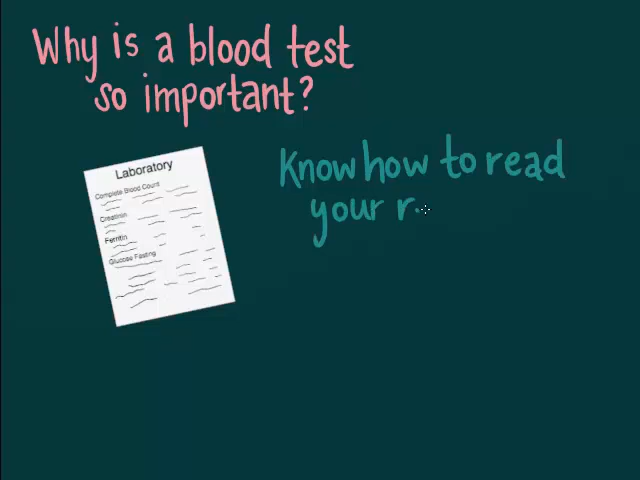 Why is a blood test
so important?
Laboratory
Complete Blood Count
Creatinin
Ferritin
Glucose Fasting
Know how to read
your r